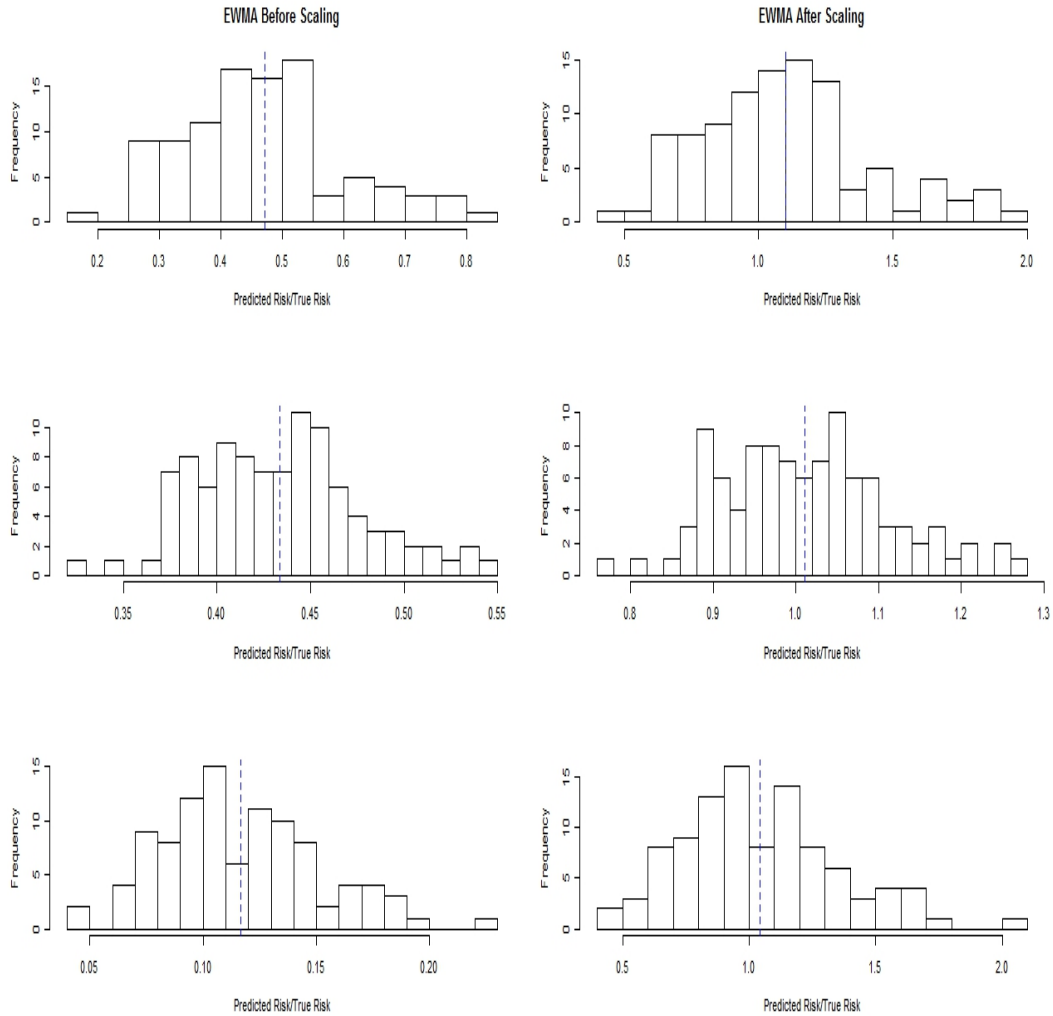 EWMA Before Scaling
EWMA After Scaling
Frequency
0 5 10 15
0.2 0.3 0.4 0.5 0.6 0.7 0.8
Predicted Risk/True Risk
Frequency
0 5 10 15
0.5 1.0 1.5 2.0
Predicted Risk/True Risk
Frequency
0 2 4 6 8 10
0.35 0.40 0.45 0.50 0.55
Predicted Risk/True Risk
Frequency
0 2 4 6 8 10
0.8 0.9 1.0 1.1 1.2 1.3
Predicted Risk/True Risk
Frequency
0 5 10 15
0.05 0.10 0.15 0.20
Predicted Risk/True Risk
Frequency
0 5 10 15
0.5 1.0 1.5 2.0
Predicted Risk/True Risk